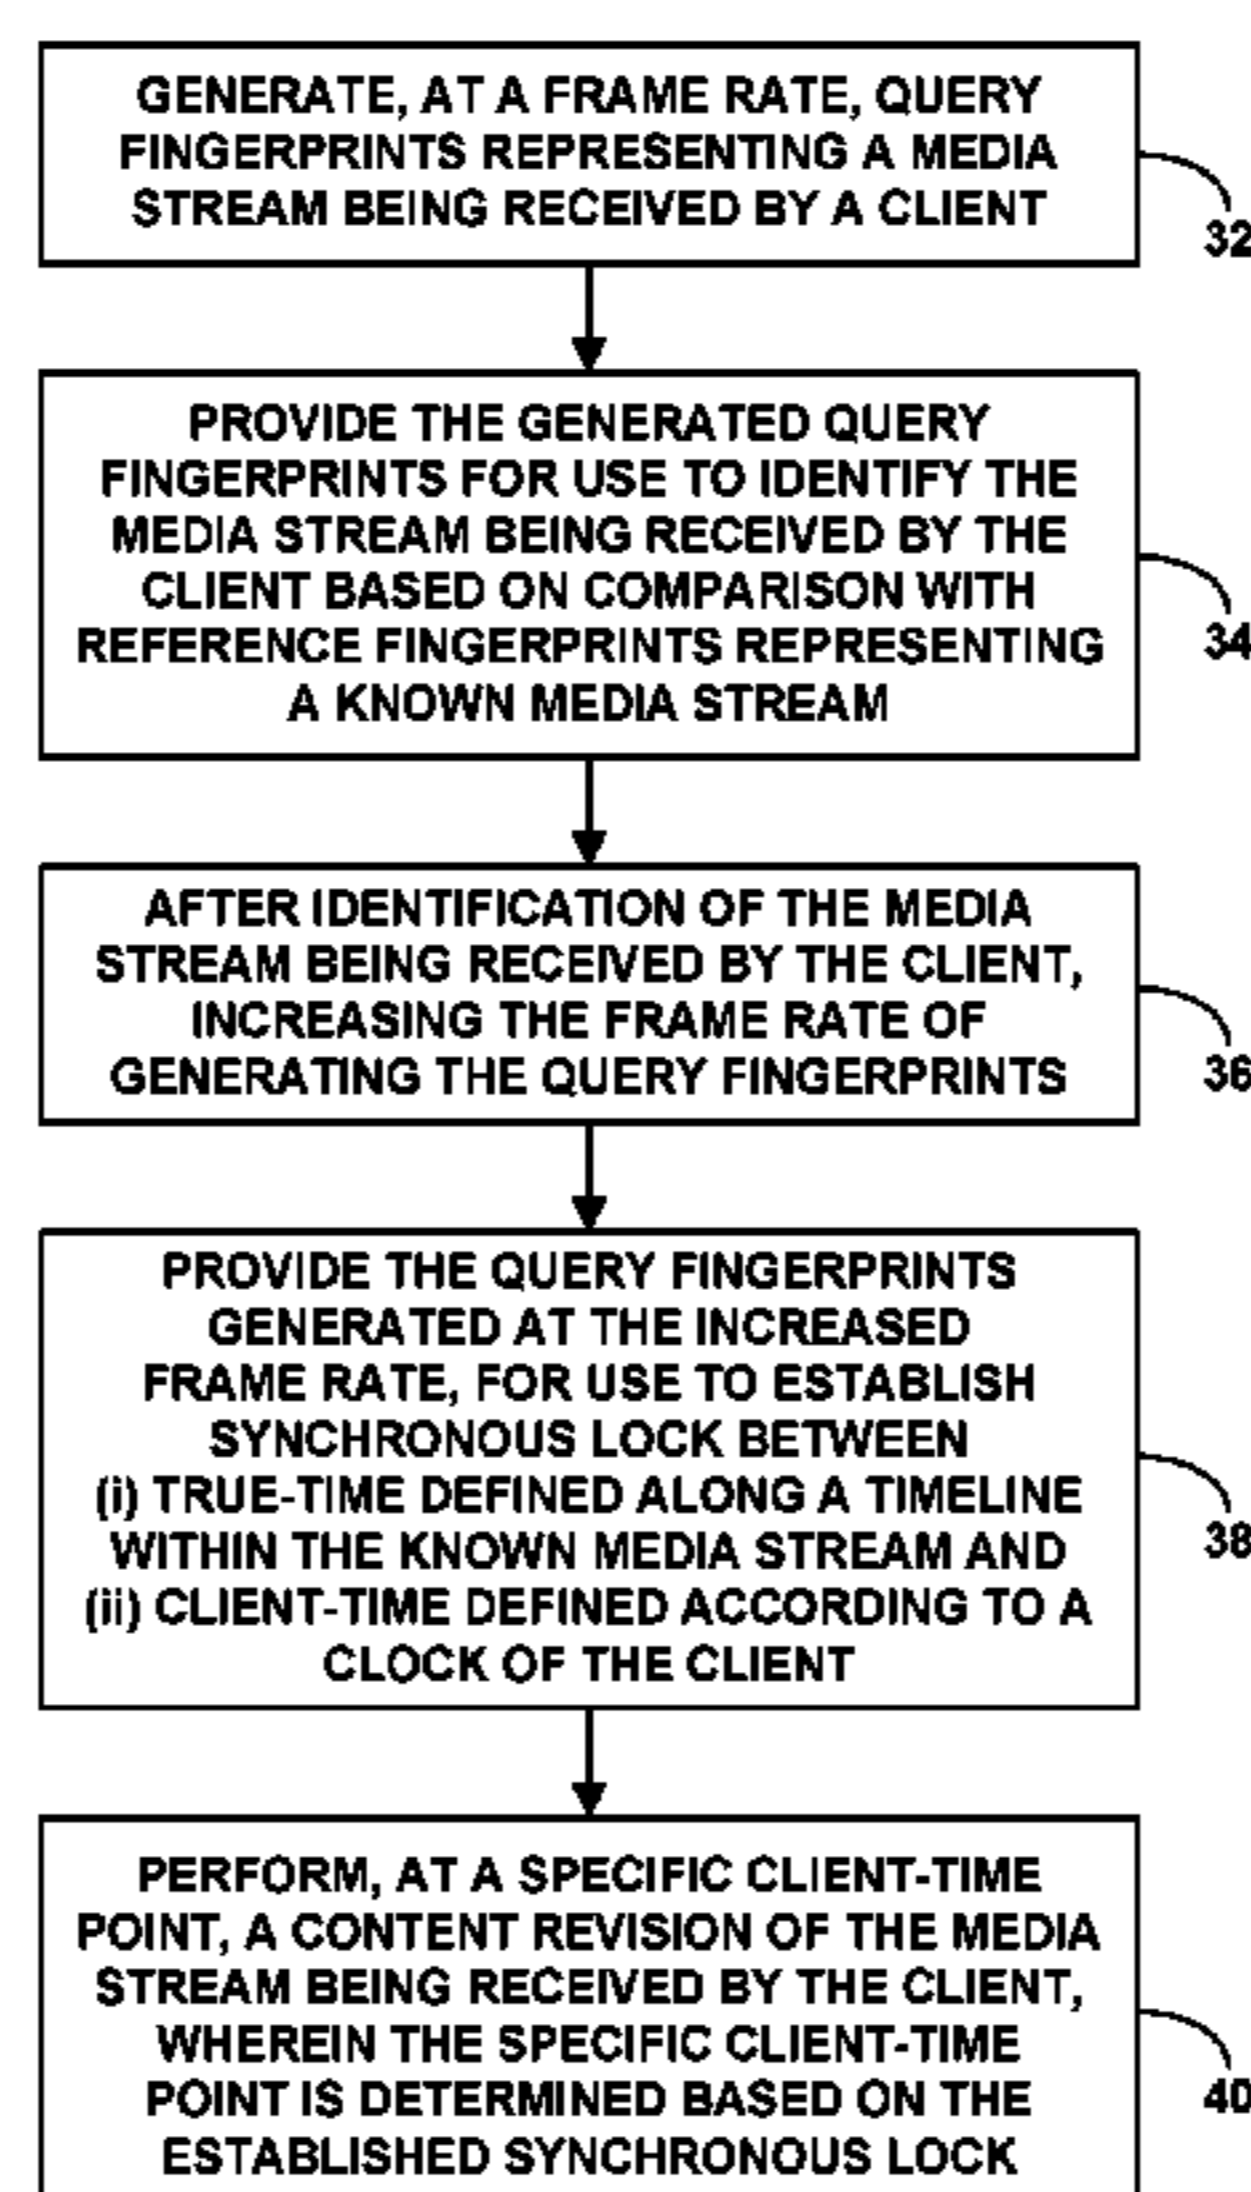 GENERATE, AT A FRAME RATE, QUERY
FINGERPRINTS REPRESENTING A MEDIA
STREAM BEING RECEIVED BY A CLIENT
32
PROVIDE THE GENERATED QUERY
FINGERPRINTS FOR USE TO IDENTIFY THE
MEDIA STREAM BEING RECEIVED BY THE
CLIENT BASED ON COMPARISON WITH
REFERENCE FINGERPRINTS REPRESENTING
A KNOWN MEDIA STREAM
34
AFTER IDENTIFICATION OF THE MEDIA
STREAM BEING RECEIVED BY THE CLIENT,
INCREASING THE FRAME RATE OF
GENERATING THE QUERY FINGERPRINTS
36
PROVIDE THE QUERY FINGERPRINTS
GENERATED AT THE INCREASED
FRAME RATE, FOR USE TO ESTABLISH
SYNCHRONOUS LOCK BETWEEN
(i) TRUE-TIME DEFINED ALONG A TIMELINE
WITHIN THE KNOWN MEDIA STREAM AND
(ii) CLIENT-TIME DEFINED ACCORDING TO A
CLOCK OF THE CLIENT
38
PERFORM, AT A SPECIFIC CLIENT-TIME
POINT, A CONTENT REVISION OF THE MEDIA
STREAM BEING RECEIVED BY THE CLIENT,
WHEREIN THE SPECIFIC CLIENT-TIME
POINT IS DETERMINED BASED ON THE
ESTABLISHED SYNCHRONOUS LOCK
40